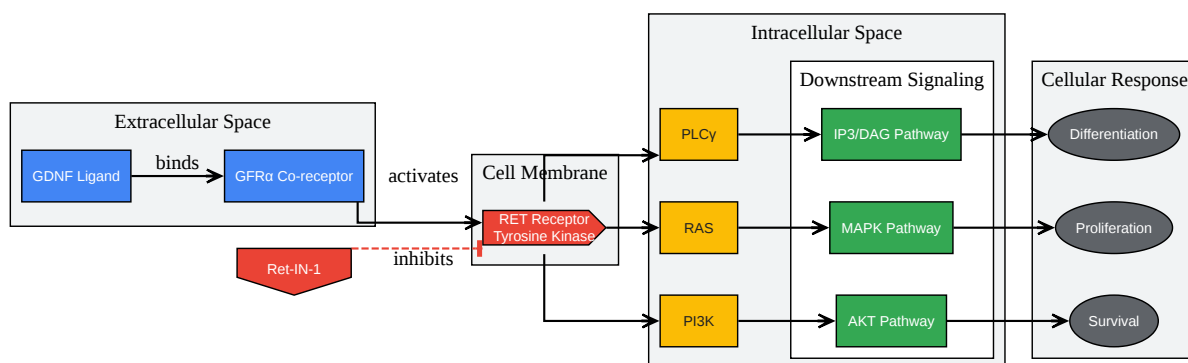 Extracellular Space
GDNF Ligand
binds
GFRα Co-receptor
activates
Cell Membrane
RET Receptor
Tyrosine Kinase
Ret-IN-1
inhibits
Intracellular Space
Downstream Signaling
PLCγ
IP3/DAG Pathway
RAS
MAPK Pathway
PI3K
AKT Pathway
Cellular Response
Differentiation
Proliferation
Survival